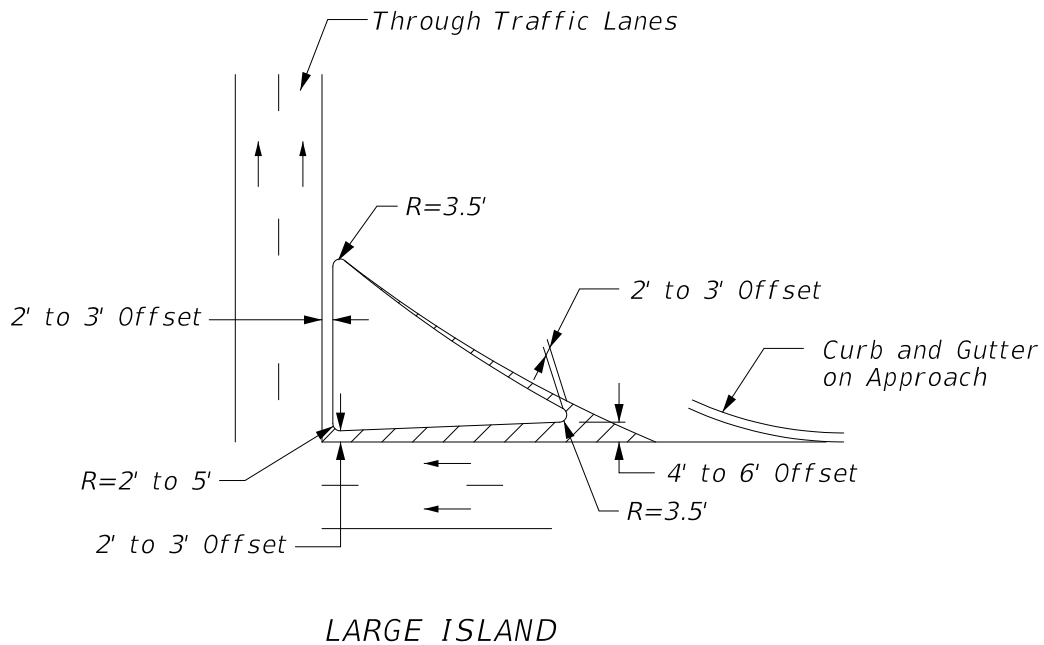 Through Traffic Lanes
R=3.5'
2' to 3' Offset
2' to 3' Offset
Curb and Gutter
on Approach
R=2' to 5'
4' to 6' Offset
R=3.5'
2' to 3' Offset
LARGE ISLAND